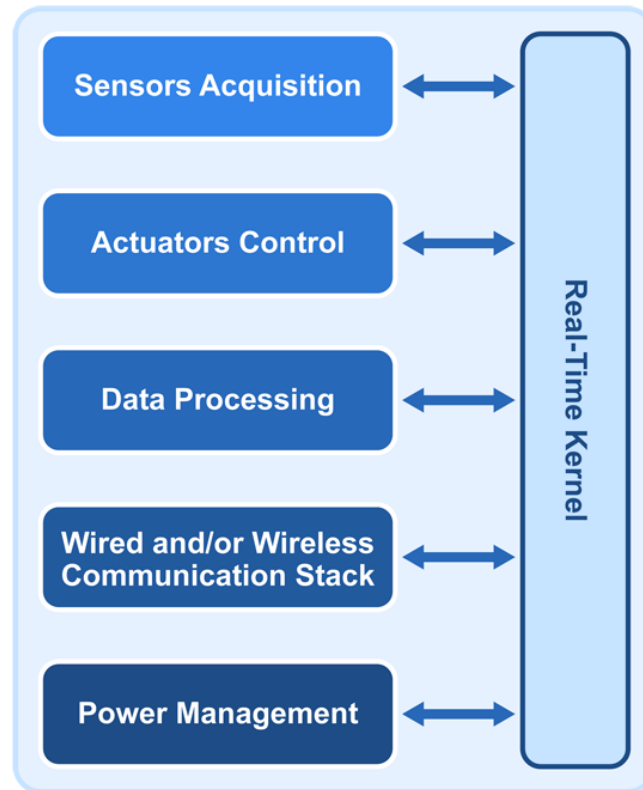 Sensors Acquisition
Actuators Control
Data Processing
Wired and/or Wireless
Communication Stack
Power Management
Real-Time Kernel